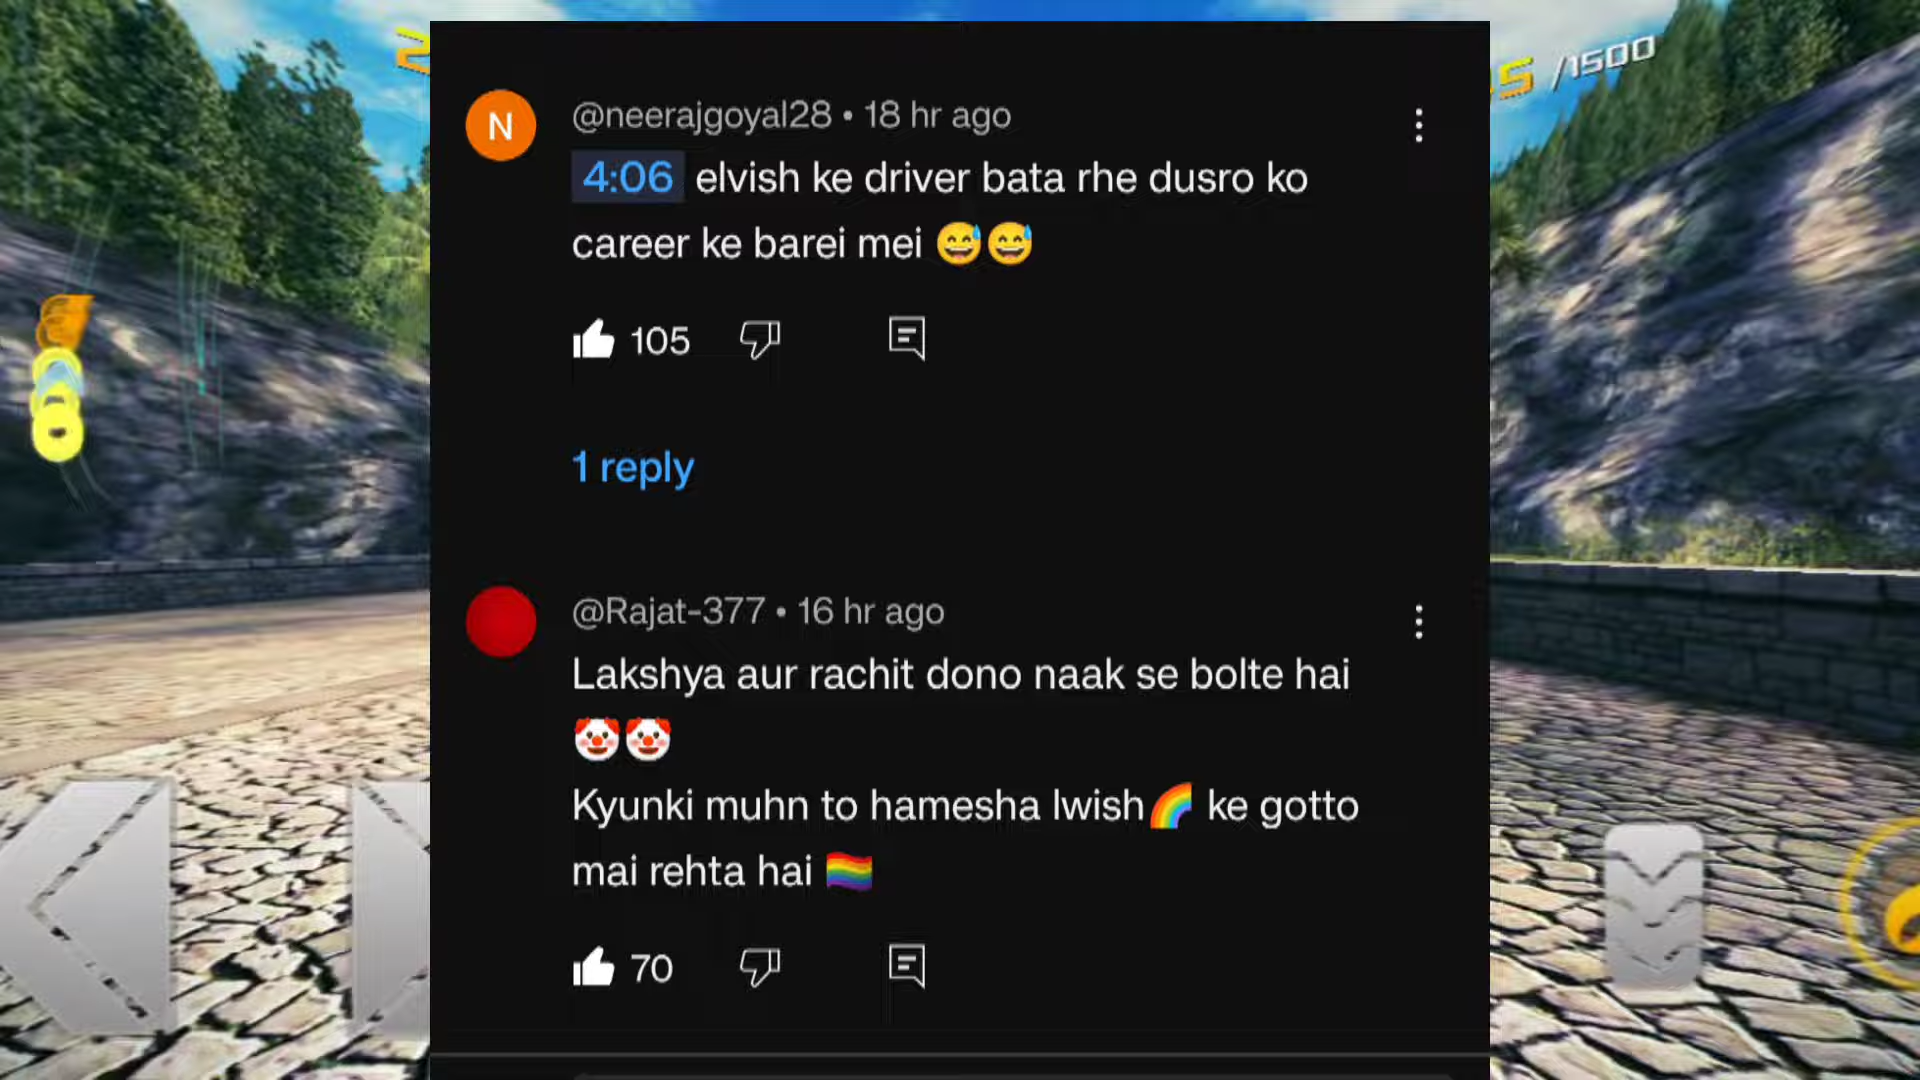 5 /1500
N
@neerajgoyal28 • 18 hr ago
4:06 elvish ke driver bata rhe dusro ko
career ke barei mei 😅😅
105
1 reply
@Rajat-377 • 16 hr ago
Lakshya aur rachit dono naak se bolte hai
🤡🤡
Kyunki muhn to hamesha lwish🌈 ke gotto
mai rehta hai 🏳️‍🌈
70